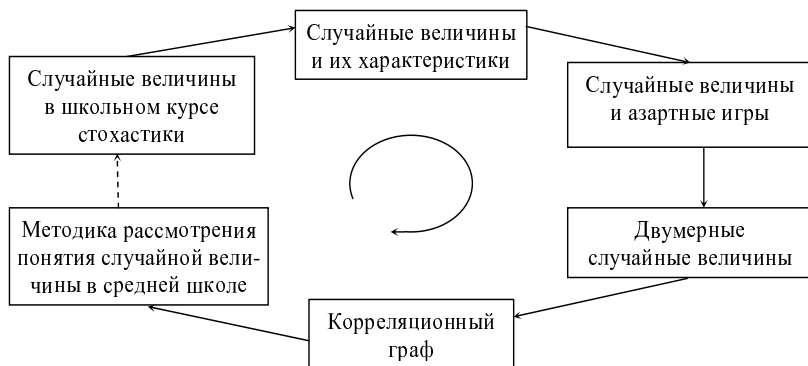 Случайные величины
и их характеристики
Случайные величины
и азартные игры
Двумерные
случайные величины
Корреляционный
граф
Методика рассмотрения
понятия случайной вели-
чины в средней школе
Случайные величины
в школьном курсе
стохастики